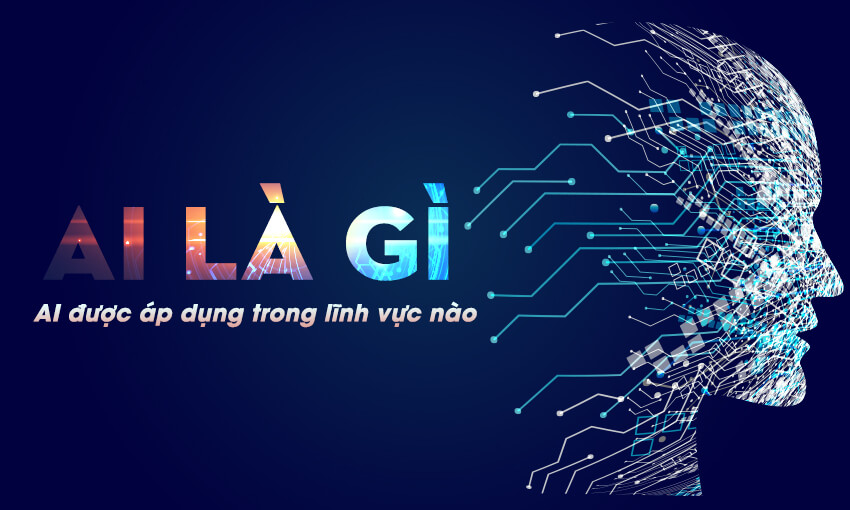 AI LÀ GÌ
AI được áp dụng trong lĩnh vực nào